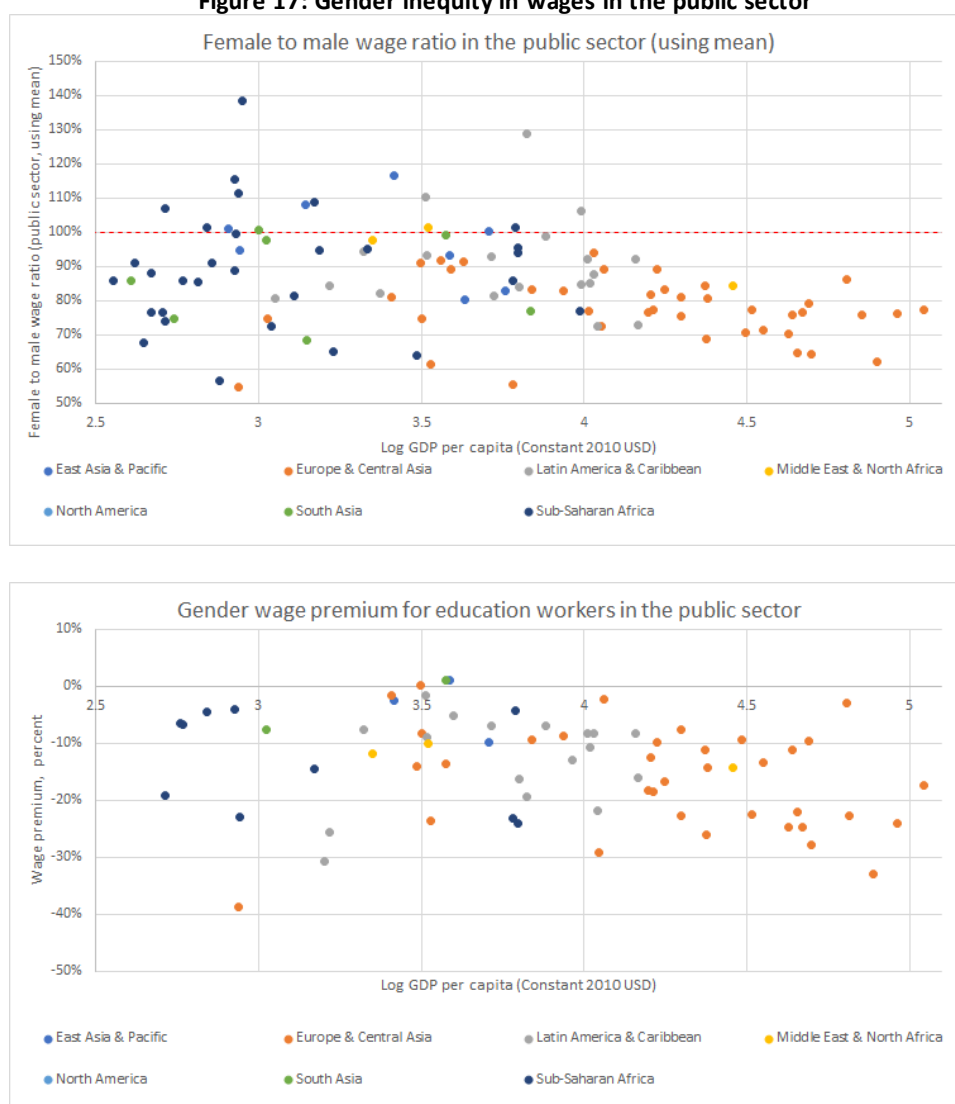 Figure 17: Gender inequity in wages in the public sector
Female to male wage ratio in the public sector (using mean)
Female to male wage ratio (public sector, using mean)
150%
140%
130%
120%
110%
100%
90%
80%
70%
60%
50%
2.5 3 3.5 4 4.5 5
Log GDP per capita (Constant 2010 USD)
East Asia & Pacific Europe & Central Asia Latin America & Caribbean Middle East & North Africa
North America South Asia Sub-Saharan Africa
Gender wage premium for education workers in the public sector
Wage premium, percent
10%
0%
2.5 3 3.5 4 4.5 5
-10%
-20%
-30%
-40%
-50%
Log GDP per capita (Constant 2010 USD)
East Asia & Pacific Europe & Central Asia Latin America & Caribbean Middle East & North Africa
North America South Asia Sub-Saharan Africa